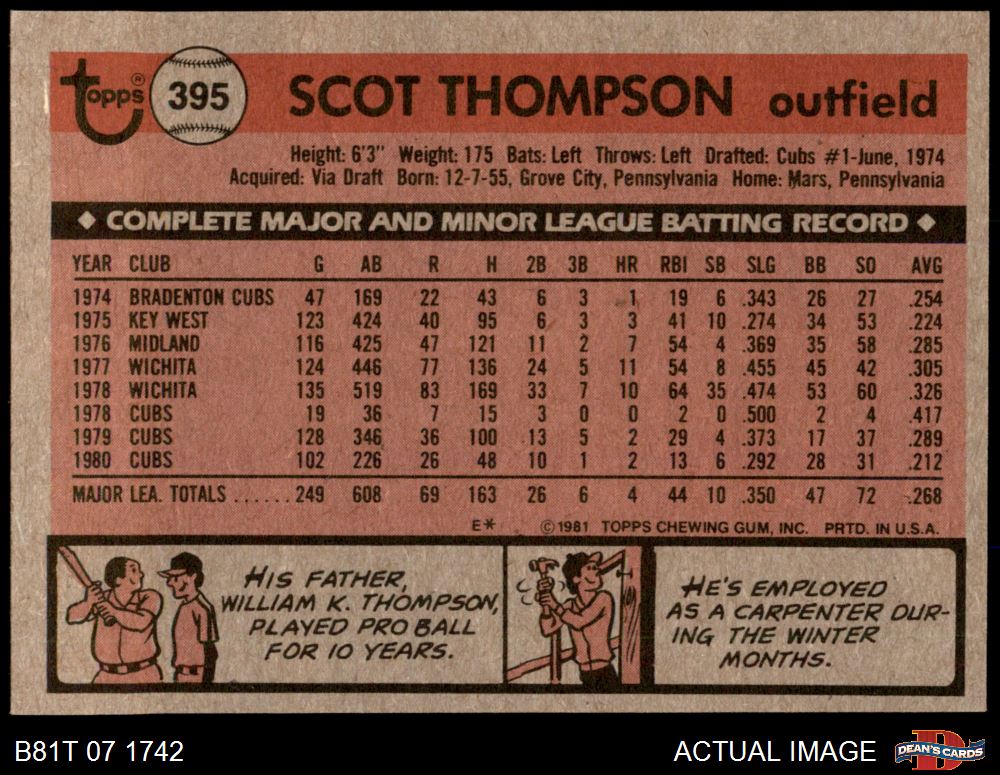 topps® 395 SCOT THOMPSON outfield
Height: 6'3" Weight: 175 Bats: Left Throws: Left Drafted: Cubs #1-June, 1974
Acquired: Via Draft Born: 12-7-55, Grove City, Pennsylvania Home: Mars, Pennsylvania
◆ COMPLETE MAJOR AND MINOR LEAGUE BATTING RECORD ◆
YEAR CLUB G AB R H 2B 3B HR RBI SB SLG BB SO AVG
1974 BRADENTON CUBS 47 169 22 43 6 3 1 19 6 .343 26 27 .254
1975 KEY WEST 123 424 40 95 6 3 3 41 10 .274 34 53 .224
1976 MIDLAND 116 425 47 121 11 2 7 54 4 .369 35 58 .285
1977 WICHITA 124 446 77 136 24 5 11 54 8 .455 45 42 .305
1978 WICHITA 135 519 83 169 33 7 10 64 35 .474 53 60 .326
1978 CUBS 19 36 7 15 3 0 0 2 0 .500 2 4 .417
1979 CUBS 128 346 36 100 13 5 2 29 4 .373 17 37 .289
1980 CUBS 102 226 26 48 10 1 2 13 6 .292 28 31 .212
MAJOR LEA. TOTALS ......249 608 69 163 26 6 4 44 10 .350 47 72 .268
E* ©1981 TOPPS CHEWING GUM, INC. PRTD. IN U.S.A.
HIS FATHER,
WILLIAM K. THOMPSON,
PLAYED PRO BALL
FOR 10 YEARS.
HE'S EMPLOYED
AS A CARPENTER DUR-
ING THE WINTER
MONTHS.
B81T 07 1742 ACTUAL IMAGE DEAN'S CARDS